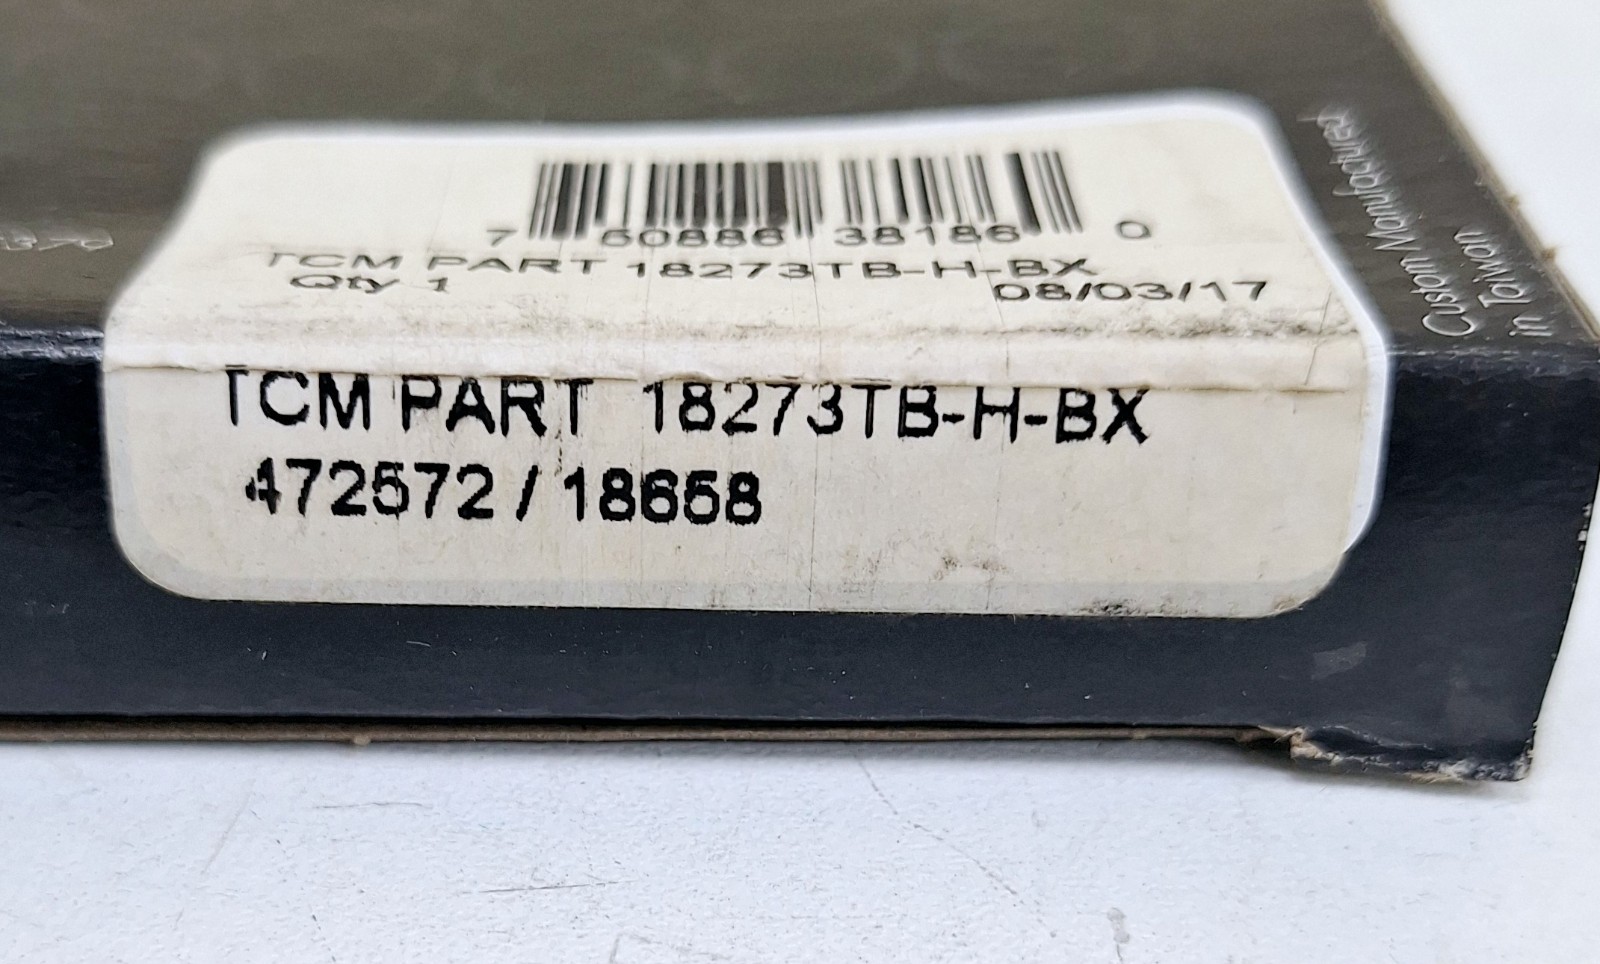 7 60886 38186 0
TCM PART 18273TB-H-BX
Qty 1 08/03/17
TCM PART 18273TB-H-BX
472572 / 18658
Custom Manufactured
in Taiwan